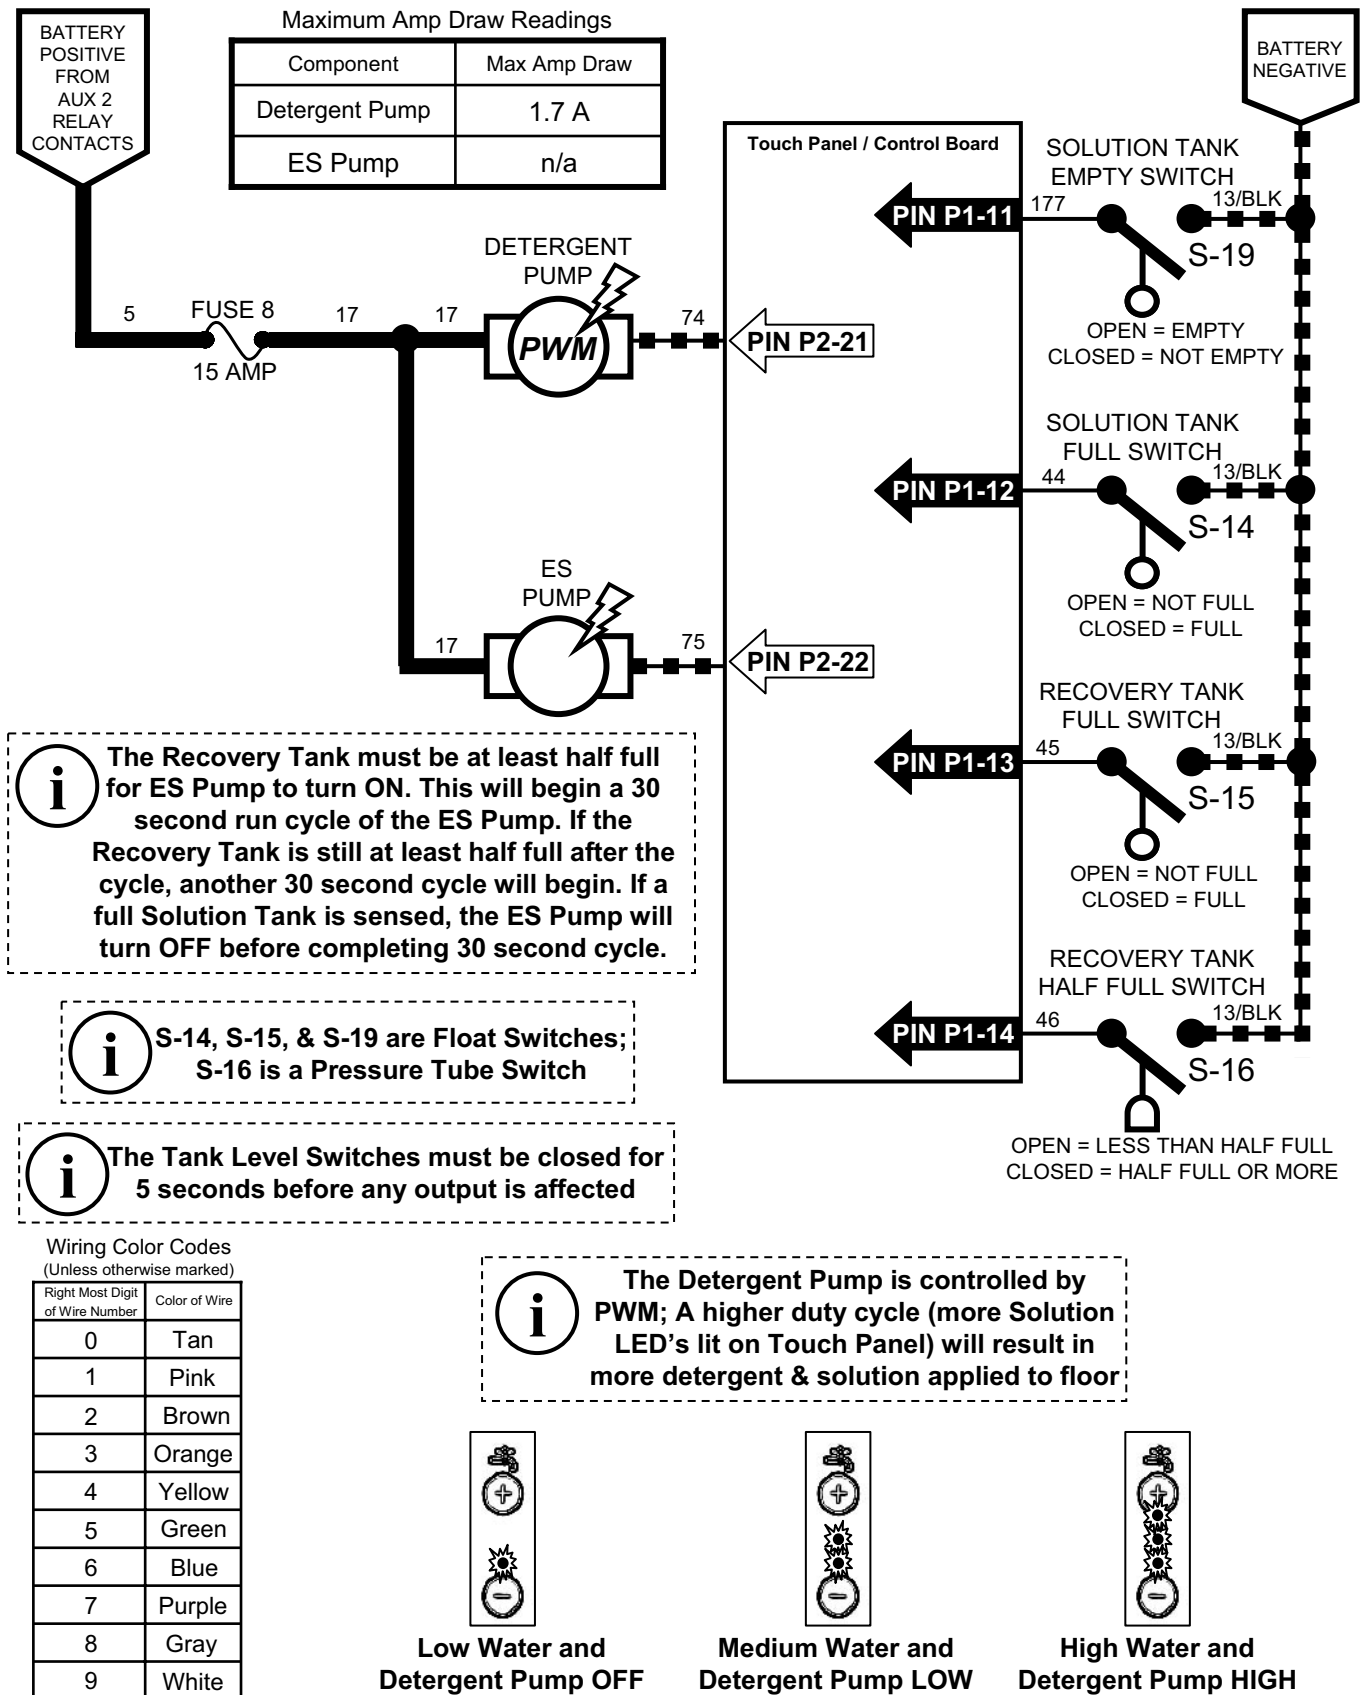 BATTERY
POSITIVE
FROM
AUX 2
RELAY
CONTACTS
Maximum Amp Draw Readings
Component Max Amp Draw
Detergent Pump 1.7 A
ES Pump n/a
BATTERY
NEGATIVE
Touch Panel / Control Board
SOLUTION TANK
EMPTY SWITCH
PIN P1-11 177 13/BLK
S-19
OPEN = EMPTY
CLOSED = NOT EMPTY
DETERGENT
PUMP
5 FUSE 8 17 17 PWM 74 PIN P2-21
15 AMP
SOLUTION TANK
FULL SWITCH
PIN P1-12 44 13/BLK
S-14
OPEN = NOT FULL
CLOSED = FULL
ES
PUMP
17 75 PIN P2-22
RECOVERY TANK
FULL SWITCH
PIN P1-13 45 13/BLK
S-15
OPEN = NOT FULL
CLOSED = FULL
RECOVERY TANK
HALF FULL SWITCH
PIN P1-14 46 13/BLK
S-16
OPEN = LESS THAN HALF FULL
CLOSED = HALF FULL OR MORE
i
The Recovery Tank must be at least half full
for ES Pump to turn ON. This will begin a 30
second run cycle of the ES Pump. If the
Recovery Tank is still at least half full after the
cycle, another 30 second cycle will begin. If a
full Solution Tank is sensed, the ES Pump will
turn OFF before completing 30 second cycle.
i
S-14, S-15, & S-19 are Float Switches;
S-16 is a Pressure Tube Switch
i
The Tank Level Switches must be closed for
5 seconds before any output is affected
Wiring Color Codes
(Unless otherwise marked)
Right Most Digit
of Wire Number Color of Wire
0 Tan
1 Pink
2 Brown
3 Orange
4 Yellow
5 Green
6 Blue
7 Purple
8 Gray
9 White
i
The Detergent Pump is controlled by
PWM; A higher duty cycle (more Solution
LED's lit on Touch Panel) will result in
more detergent & solution applied to floor
Low Water and
Detergent Pump OFF
Medium Water and
Detergent Pump LOW
High Water and
Detergent Pump HIGH